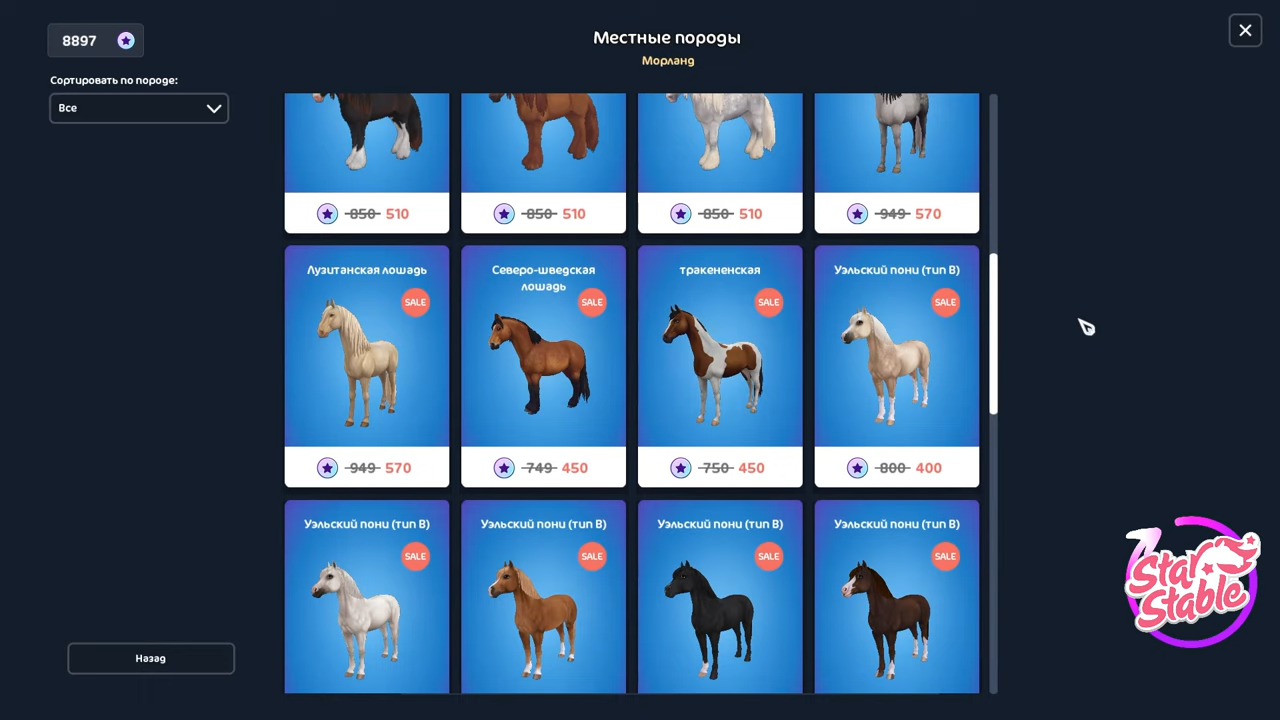 8897
Местные породы
Морланд
Сортировать по породе:
Все
850 510
850 510
850 510
949 570
Лузитанская лошадь
SALE
949 570
Северо-шведская
лошадь
SALE
749 450
тракененская
SALE
750 450
Уэльский пони (тип B)
SALE
800 400
Уэльский пони (тип B)
SALE
Уэльский пони (тип B)
SALE
Уэльский пони (тип B)
SALE
Уэльский пони (тип B)
SALE
Star
Stable
Назад